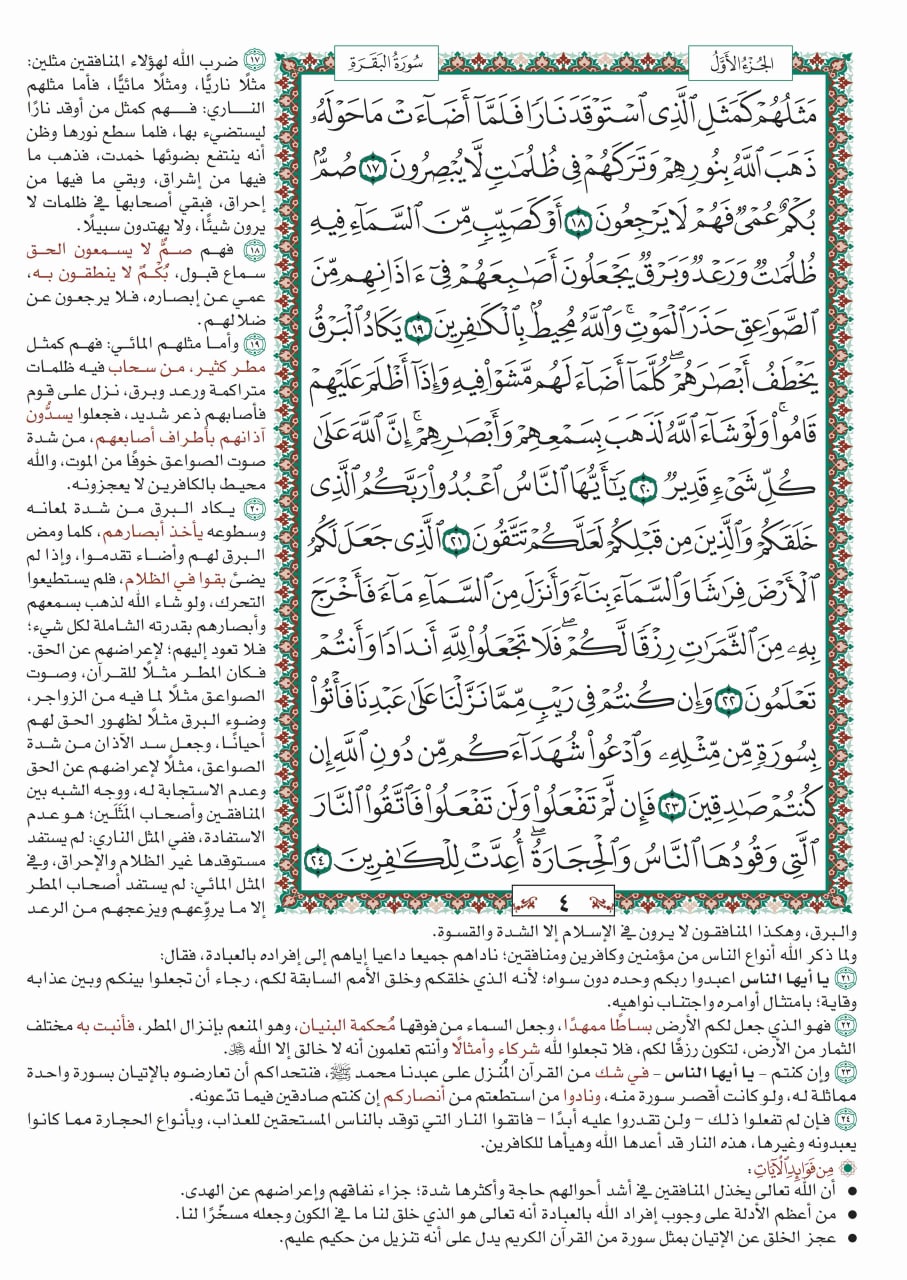 الجُزْءُ الأَوَّلُ
سُورَةُ البَقَرَةِ
مَثَلُهُمْ كَمَثَلِ ٱلَّذِى ٱسْتَوْقَدَ نَارًا فَلَمَّآ أَضَآءَتْ مَا حَوْلَهُۥ
ذَهَبَ ٱللَّهُ بِنُورِهِمْ وَتَرَكَهُمْ فِى ظُلُمَٰتٍ لَّا يُبْصِرُونَ ١٧ صُمٌّۢ
بُكْمٌ عُمْىٌ فَهُمْ لَا يَرْجِعُونَ ١٨ أَوْ كَصَيِّبٍ مِّنَ ٱلسَّمَآءِ فِيهِ
ظُلُمَٰتٌ وَرَعْدٌ وَبَرْقٌ يَجْعَلُونَ أَصَٰبِعَهُمْ فِىٓ ءَاذَانِهِم مِّنَ
ٱلصَّوَٰعِقِ حَذَرَ ٱلْمَوْتِۚ وَٱللَّهُ مُحِيطٌۢ بِٱلْكَٰفِرِينَ ١٩ يَكَادُ ٱلْبَرْقُ
يَخْطَفُ أَبْصَٰرَهُمْۖ كُلَّمَآ أَضَآءَ لَهُم مَّشَوْا۟ فِيهِ وَإِذَآ أَظْلَمَ عَلَيْهِمْ
قَامُوا۟ۚ وَلَوْ شَآءَ ٱللَّهُ لَذَهَبَ بِسَمْعِهِمْ وَأَبْصَٰرِهِمْۚ إِنَّ ٱللَّهَ عَلَىٰ
كُلِّ شَىْءٍ قَدِيرٌ ٢٠ يَٰٓأَيُّهَا ٱلنَّاسُ ٱعْبُدُوا۟ رَبَّكُمُ ٱلَّذِى
خَلَقَكُمْ وَٱلَّذِينَ مِن قَبْلِكُمْ لَعَلَّكُمْ تَتَّقُونَ ٢١ ٱلَّذِى جَعَلَ لَكُمُ
ٱلْأَرْضَ فِرَٰشًا وَٱلسَّمَآءَ بِنَآءً وَأَنزَلَ مِنَ ٱلسَّمَآءِ مَآءً فَأَخْرَجَ
بِهِۦ مِنَ ٱلثَّمَرَٰتِ رِزْقًا لَّكُمْۖ فَلَا تَجْعَلُوا۟ لِلَّهِ أَندَادًا وَأَنتُمْ
تَعْلَمُونَ ٢٢ وَإِن كُنتُمْ فِى رَيْبٍ مِّمَّا نَزَّلْنَا عَلَىٰ عَبْدِنَا فَأْتُوا۟
بِسُورَةٍ مِّن مِّثْلِهِۦ وَٱدْعُوا۟ شُهَدَآءَكُم مِّن دُونِ ٱللَّهِ إِن
كُنتُمْ صَٰدِقِينَ ٢٣ فَإِن لَّمْ تَفْعَلُوا۟ وَلَن تَفْعَلُوا۟ فَٱتَّقُوا۟ ٱلنَّارَ
ٱلَّتِى وَقُودُهَا ٱلنَّاسُ وَٱلْحِجَارَةُۖ أُعِدَّتْ لِلْكَٰفِرِينَ ٢٤
٤
١٧ ضرب الله لهؤلاء المنافقين مثلين:
مثلًا ناريًّا، ومثلًا مائيًّا، فأما مثلهم
الناري: فهم كمثل من أوقد نارًا
ليستضيء بها، فلما سطع نورها وظن
أنه ينتفع بضوئها خمدت، فذهب ما
فيها من إشراق، وبقي ما فيها من
إحراق، فبقي أصحابها في ظلمات لا
يرون شيئًا، ولا يهتدون سبيلًا.
١٨ فهم صمٌّ لا يسمعون الحق
سماع قبول، بُكْمٌ لا ينطقون به،
عمي عن إبصاره، فلا يرجعون عن
ضلالهم.
١٩ وأما مثلهم المائي: فهم كمثل
مطر كثير، من سحاب فيه ظلمات
متراكمة ورعد وبرق، نزل على قوم
فأصابهم ذعر شديد، فجعلوا يسدُّون
آذانهم بأطراف أصابعهم، من شدة
صوت الصواعق خوفًا من الموت، والله
محيط بالكافرين لا يعجزونه.
٢٠ يكاد البرق من شدة لمعانه
وسطوعه يأخذ أبصارهم، كلما ومض
البرق لهم وأضاء تقدموا، وإذا لم
يضئ بقوا في الظلام، فلم يستطيعوا
التحرك، ولو شاء الله لذهب بسمعهم
وأبصارهم بقدرته الشاملة لكل شيء؛
فلا تعود إليهم؛ لإعراضهم عن الحق.
فكان المطر مثلًا للقرآن، وصوت
الصواعق مثلًا لما فيه من الزواجر،
وضوء البرق مثلًا لظهور الحق لهم
أحيانًا، وجعل سد الآذان من شدة
الصواعق، مثلًا لإعراضهم عن الحق
وعدم الاستجابة له، ووجه الشبه بين
المنافقين وأصحاب المَثَلَين؛ هو عدم
الاستفادة، ففي المثل الناري: لم يستفد
مستوقدها غير الظلام والإحراق، وفي
المثل المائي: لم يستفد أصحاب المطر
إلا ما يروِّعهم ويزعجهم من الرعد
والبرق، وهكذا المنافقون لا يرون في الإسلام إلا الشدة والقسوة.
ولما ذكر الله أنواع الناس من مؤمنين وكافرين ومنافقين؛ ناداهم جميعا داعيا إياهم إلى إفراده بالعبادة، فقال:
٢١ يا أيها الناس اعبدوا ربكم وحده دون سواه؛ لأنه الذي خلقكم وخلق الأمم السابقة لكم، رجاء أن تجعلوا بينكم وبين عذابه
وقاية؛ بامتثال أوامره واجتناب نواهيه.
٢٢ فهو الذي جعل لكم الأرض بساطًا ممهدًا، وجعل السماء من فوقها مُحكمة البنيان، وهو المنعم بإنزال المطر، فأنبت به مختلف
الثمار من الأرض، لتكون رزقًا لكم، فلا تجعلوا لله شركاء وأمثالًا وأنتم تعلمون أنه لا خالق إلا الله ﷻ.
٢٣ وإن كنتم – يا أيها الناس – في شك من القرآن المُنزل على عبدنا محمد ﷺ، فنتحداكم أن تعارضوه بالإتيان بسورة واحدة
مماثلة له، ولو كانت أقصر سورة منه، ونادوا من استطعتم من أنصاركم إن كنتم صادقين فيما تدّعونه.
٢٤ فإن لم تفعلوا ذلك – ولن تقدروا عليه أبدًا – فاتقوا النار التي توقد بالناس المستحقين للعذاب، وبأنواع الحجارة مما كانوا
يعبدونه وغيرها، هذه النار قد أعدها الله وهيأها للكافرين.
مِن فَوَائِدِ الآيَاتِ:
● أن الله تعالى يخذل المنافقين في أشد أحوالهم حاجة وأكثرها شدة؛ جزاء نفاقهم وإعراضهم عن الهدى.
● من أعظم الأدلة على وجوب إفراد الله بالعبادة أنه تعالى هو الذي خلق لنا ما في الكون وجعله مسخّرًا لنا.
● عجز الخلق عن الإتيان بمثل سورة من القرآن الكريم يدل على أنه تنزيل من حكيم عليم.